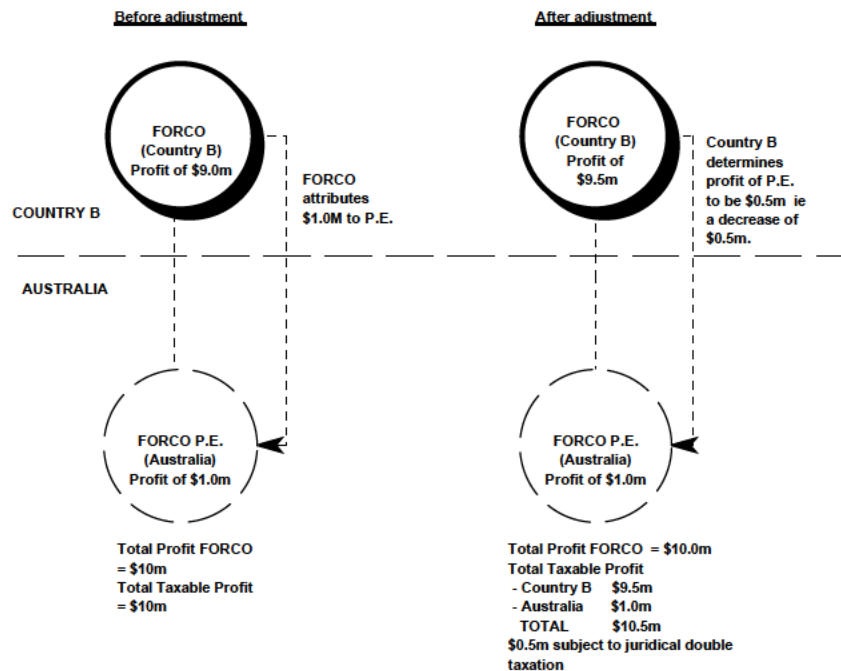 Before adjustment
After adjustment
FORCO
(Country B)
Profit of $9.0m
FORCO
attributes
$1.0M to P.E.
FORCO
(Country B)
Profit of
$9.5m
Country B
determines
profit of P.E.
to be $0.5m ie
a decrease of
$0.5m.
COUNTRY B
AUSTRALIA
FORCO P.E.
(Australia)
Profit of $1.0m
FORCO P.E.
(Australia)
Profit of $1.0m
Total Profit FORCO
= $10m
Total Taxable Profit
= $10m
Total Profit FORCO = $10.0m
Total Taxable Profit
- Country B $9.5m
- Australia $1.0m
TOTAL $10.5m
$0.5m subject to juridical double
taxation